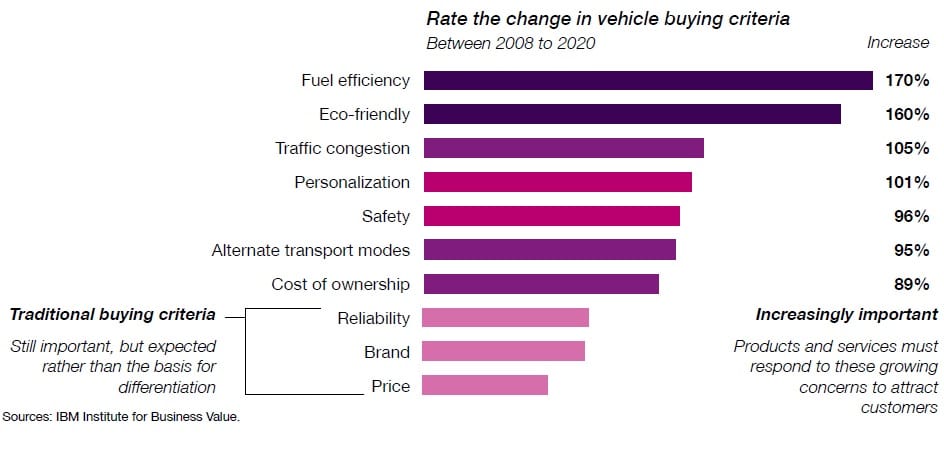 Rate the change in vehicle buying criteria
Between 2008 to 2020
Increase
Fuel efficiency 170%
Eco-friendly 160%
Traffic congestion 105%
Personalization 101%
Safety 96%
Alternate transport modes 95%
Cost of ownership 89%
Traditional buying criteria
Still important, but expected
rather than the basis for
differentiation
Reliability
Brand
Price
Increasingly important
Products and services must
respond to these growing
concerns to attract
customers
Sources: IBM Institute for Business Value.